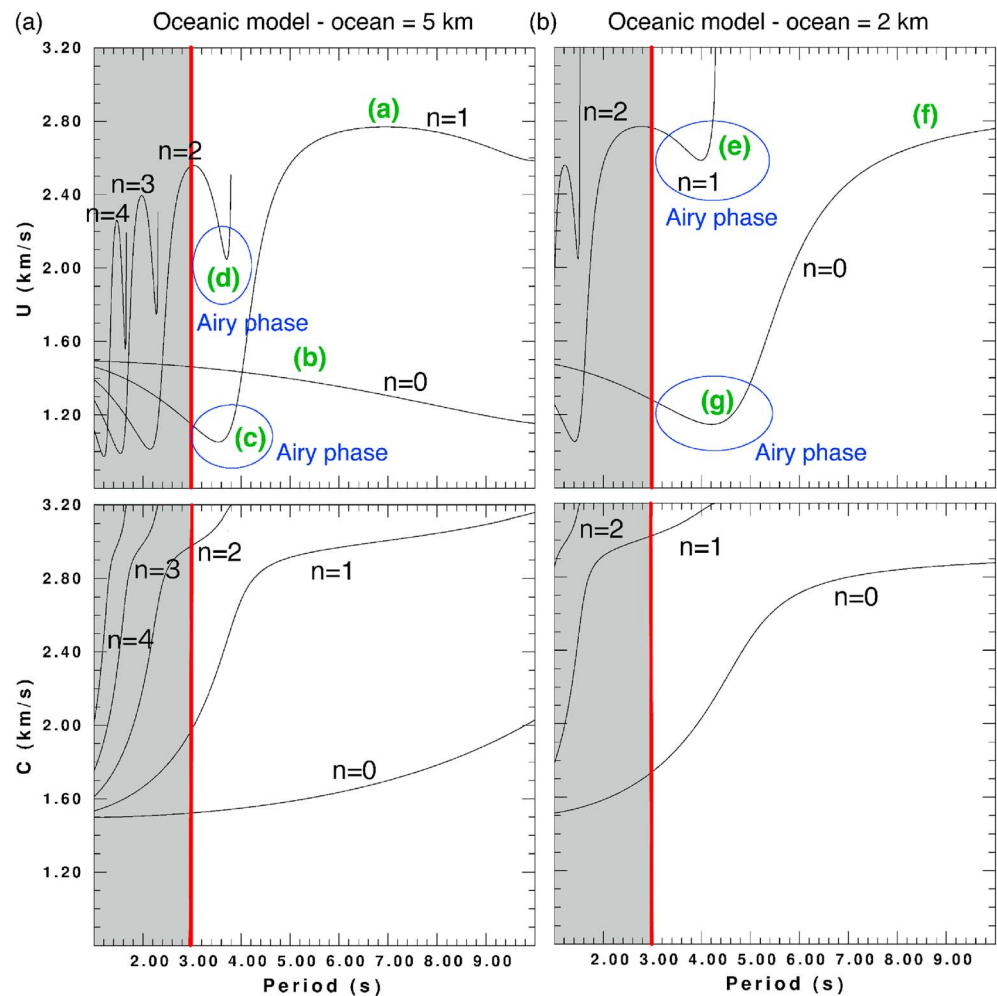 (a) Oceanic model - ocean = 5 km
(b) Oceanic model - ocean = 2 km
3.20
2.80
2.40
2.00
1.60
1.20
U (km/s)
n=4
n=3
n=2
(a)
n=1
(d)
Airy phase
(b)
n=0
(c)
Airy phase
n=2
(e)
n=1
Airy phase
(f)
n=0
(g)
Airy phase
3.20
2.80
2.40
2.00
1.60
1.20
C (km/s)
n=2
n=3
n=1
n=4
n=0
2.00 3.00 4.00 5.00 6.00 7.00 8.00 9.00
Period (s)
n=2
n=1
n=0
2.00 3.00 4.00 5.00 6.00 7.00 8.00 9.00
Period (s)